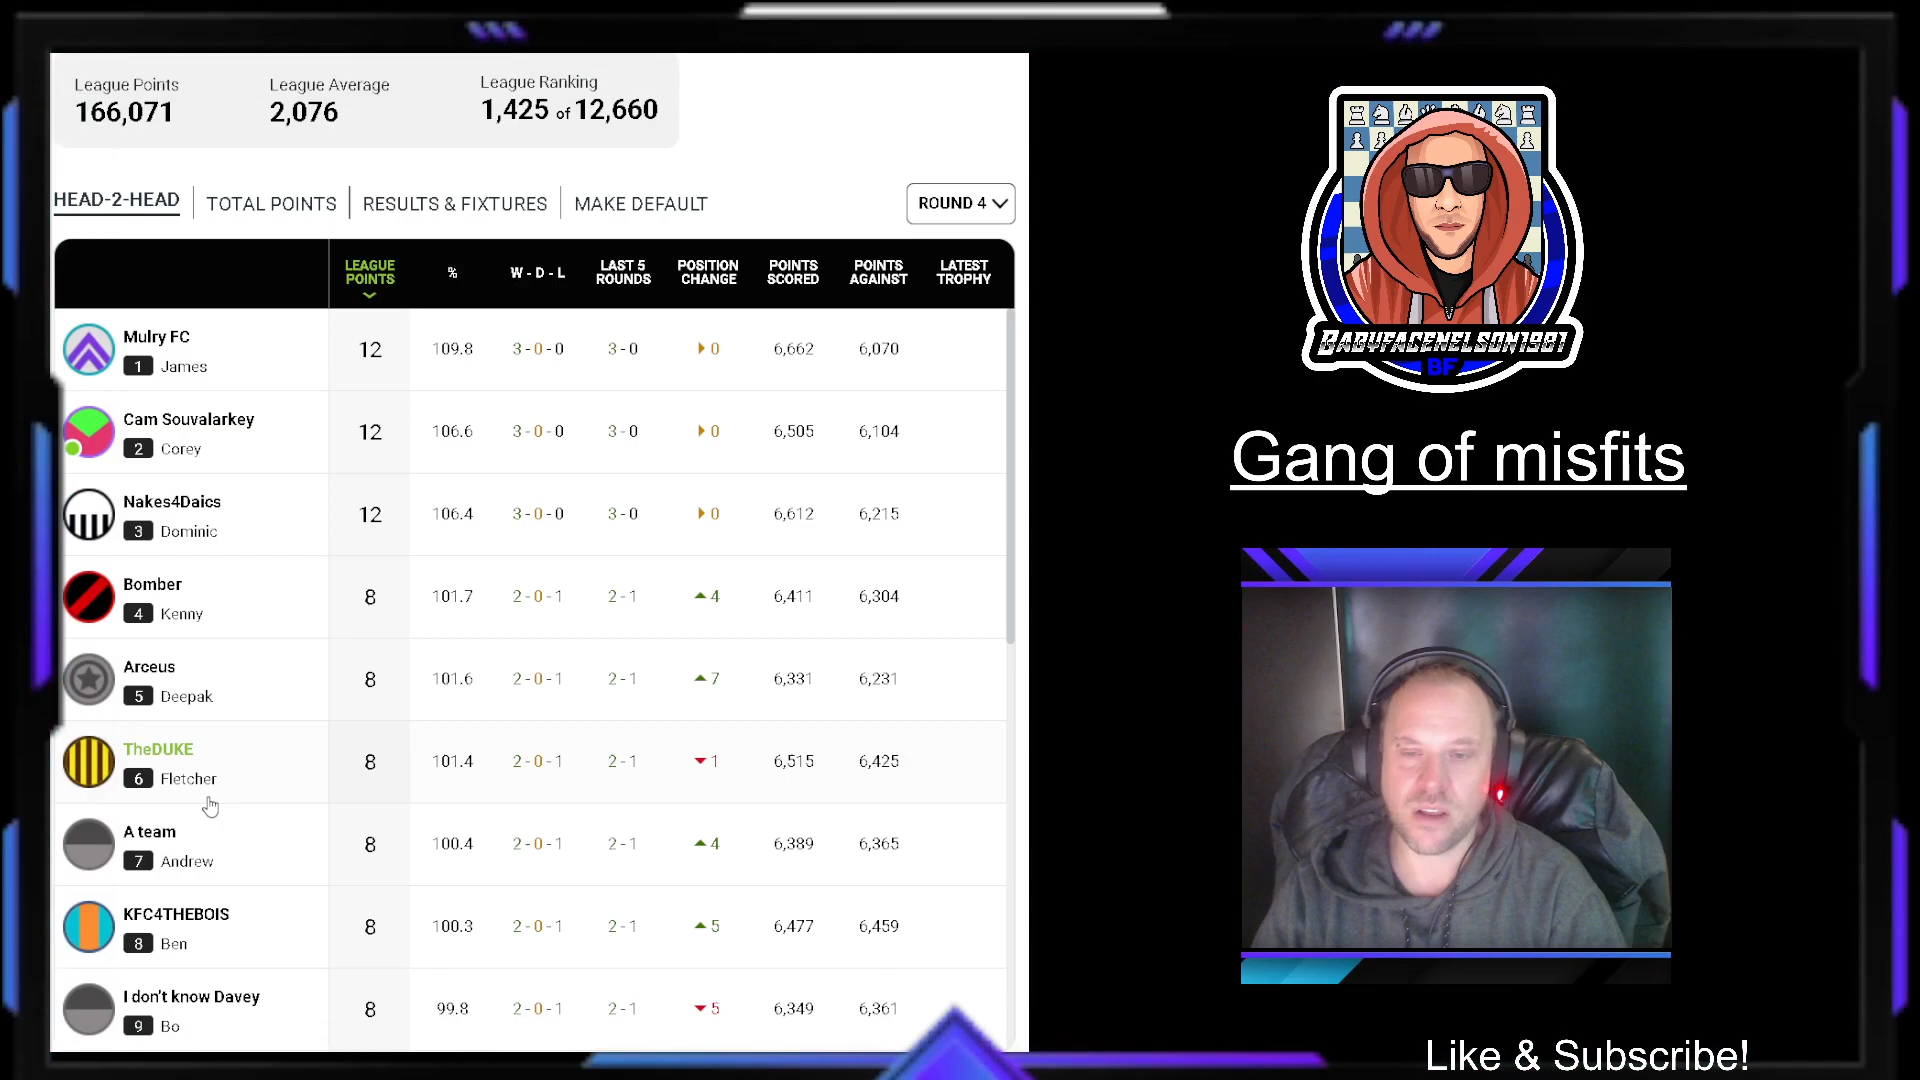 League Points
166,071
League Average
2,076
League Ranking
1,425 of 12,660
HEAD-2-HEAD
TOTAL POINTS
RESULTS & FIXTURES
MAKE DEFAULT
ROUND 4
LEAGUE POINTS
%
W - D - L
LAST 5 ROUNDS
POSITION CHANGE
POINTS SCORED
POINTS AGAINST
LATEST TROPHY
Mulry FC
1 James
12 109.8 3 - 0 - 0 3 - 0 0 6,662 6,070
Cam Souvalarkey
2 Corey
12 106.6 3 - 0 - 0 3 - 0 0 6,505 6,104
Nakes4Daics
3 Dominic
12 106.4 3 - 0 - 0 3 - 0 0 6,612 6,215
Bomber
4 Kenny
8 101.7 2 - 0 - 1 2 - 1 4 6,411 6,304
Arceus
5 Deepak
8 101.6 2 - 0 - 1 2 - 1 7 6,331 6,231
TheDUKE
6 Fletcher
8 101.4 2 - 0 - 1 2 - 1 1 6,515 6,425
A team
7 Andrew
8 100.4 2 - 0 - 1 2 - 1 4 6,389 6,365
KFC4THEBOIS
8 Ben
8 100.3 2 - 0 - 1 2 - 1 5 6,477 6,459
I don't know Davey
9 Bo
8 99.8 2 - 0 - 1 2 - 1 5 6,349 6,361
BABYFACENELSON1981
BF
Gang of misfits
Like & Subscribe!